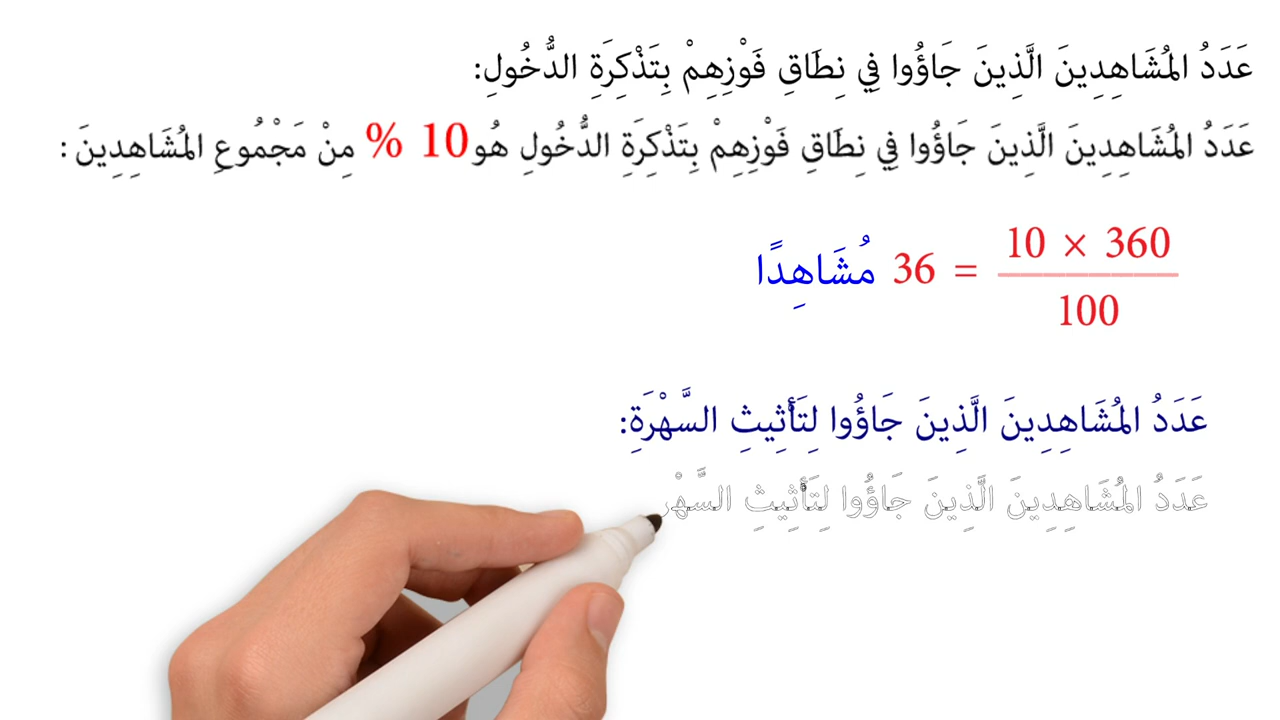 عَدَدُ المُشَاهِدِينَ الَّذِينَ جَاؤُوا فِي نِطَاقِ فَوْزِهِمْ بِتَذْكِرَةِ الدُّخُولِ:
عَدَدُ المُشَاهِدِينَ الَّذِينَ جَاؤُوا فِي نِطَاقِ فَوْزِهِمْ بِتَذْكِرَةِ الدُّخُولِ هُو 10 % مِنْ مَجْمُوعِ المُشَاهِدِينَ :
10 × 360
36 = مُشَاهِدًا
100
عَدَدُ المُشَاهِدِينَ الَّذِينَ جَاؤُوا لِتَأْثِيثِ السَّهْرَةِ:
عَدَدُ المُشَاهِدِينَ الَّذِينَ جَاؤُوا لِتَأْثِيثِ السَّهْر